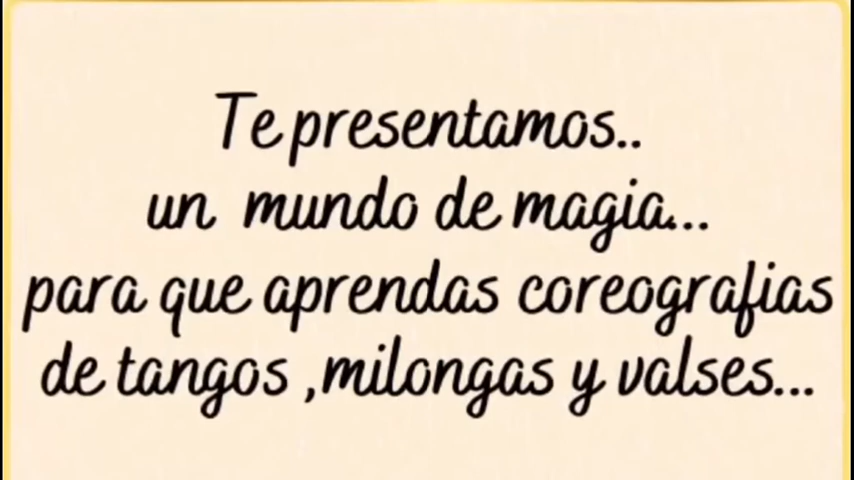 Te presentamos..
un mundo de magia...
para que aprendas coreografias
de tangos ,milongas y valses...